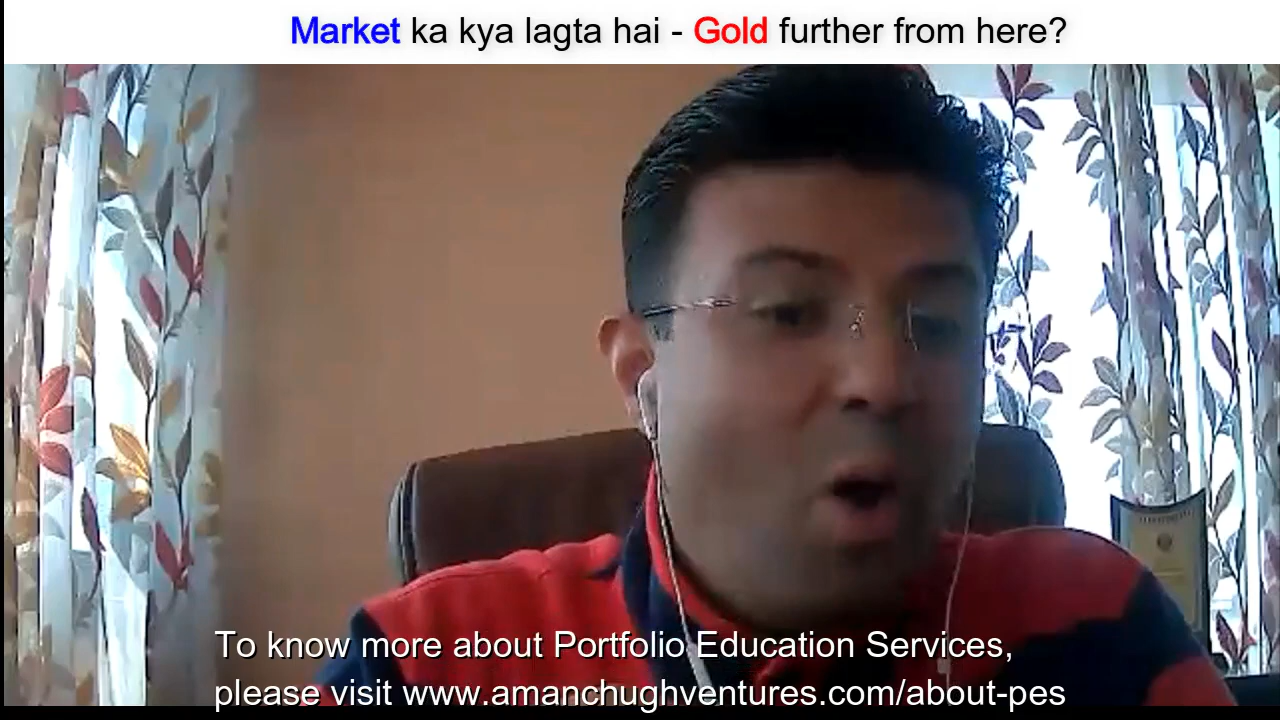 Market ka kya lagta hai - Gold further from here?
To know more about Portfolio Education Services,
please visit www.amanchughventures.com/about-pes